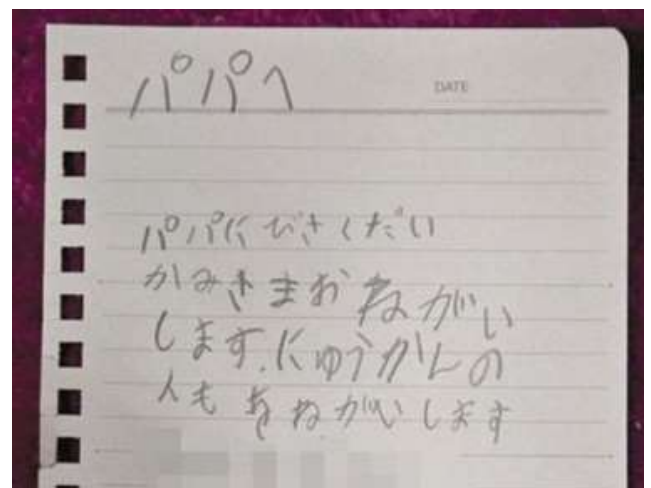 パパへ
DATE
パパにびさくだい
かみさまおねがい
します.にゅうかんの
人もおねがいします